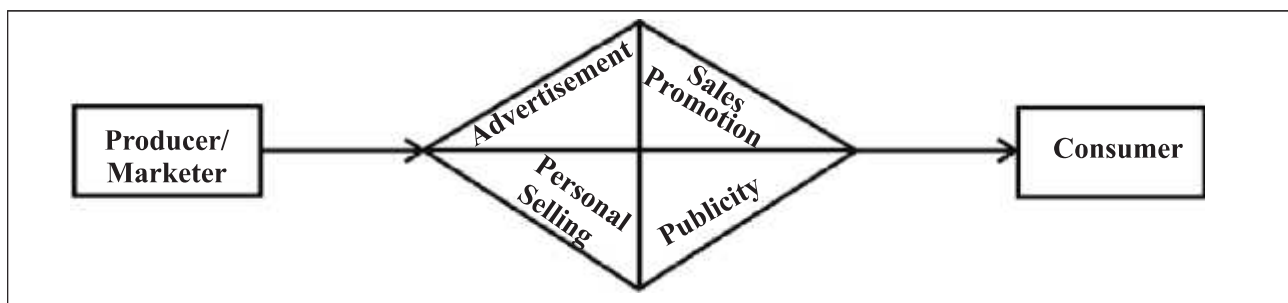 Producer/
Marketer
Advertisement
Sales
Promotion
Personal
Selling
Publicity
Consumer